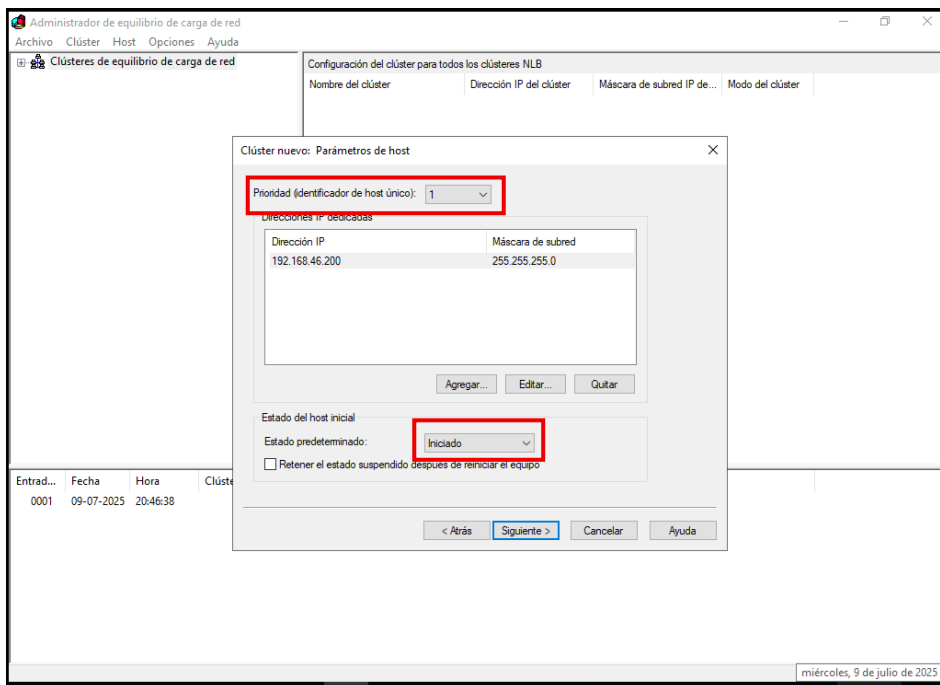 Administrador de equilibrio de carga de red
Archivo Clúster Host Opciones Ayuda
Clústeres de equilibrio de carga de red
Configuración del clúster para todos los clústeres NLB
Nombre del clúster Dirección IP del clúster Máscara de subred IP de... Modo del clúster
Clúster nuevo: Parámetros de host
Prioridad (identificador de host único): 1
Direcciones IP dedicadas
Dirección IP Máscara de subred
192.168.46.200 255.255.255.0
Agregar... Editar... Quitar
Estado del host inicial
Estado predeterminado: Iniciado
Retener el estado suspendido después de reiniciar el equipo
< Atrás Siguiente > Cancelar Ayuda
Entrad... Fecha Hora Clúste
0001 09-07-2025 20:46:38
miércoles, 9 de julio de 2025